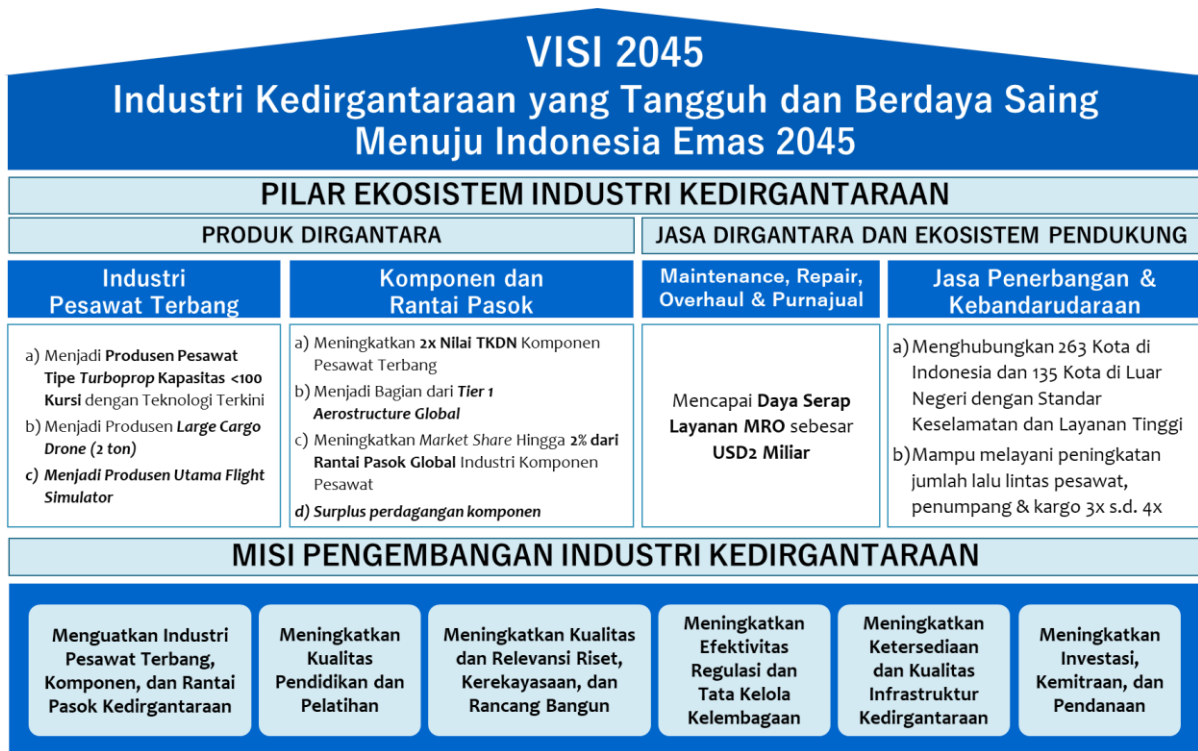 VISI 2045
Industri Kedirgantaraan yang Tangguh dan Berdaya Saing
Menuju Indonesia Emas 2045
PILAR EKOSISTEM INDUSTRI KEDIRGANTARAAN
PRODUK DIRGANTARA
JASA DIRGANTARA DAN EKOSISTEM PENDUKUNG
Industri
Pesawat Terbang
a) Menjadi Produsen Pesawat
Tipe Turboprop Kapasitas <100
Kursi dengan Teknologi Terkini
b) Menjadi Produsen Large Cargo
Drone (2 ton)
c) Menjadi Produsen Utama Flight
Simulator
Komponen dan
Rantai Pasok
a) Meningkatkan 2x Nilai TKDN Komponen
Pesawat Terbang
b) Menjadi Bagian dari Tier 1
Aerostructure Global
c) Meningkatkan Market Share Hingga 2% dari
Rantai Pasok Global Industri Komponen
Pesawat
d) Surplus perdagangan komponen
Maintenance, Repair,
Overhaul & Purnajual
Mencapai Daya Serap
Layanan MRO sebesar
USD2 Miliar
Jasa Penerbangan &
Kebandarudaraan
a) Menghubungkan 263 Kota di
Indonesia dan 135 Kota di Luar
Negeri dengan Standar
Keselamatan dan Layanan Tinggi
b) Mampu melayani peningkatan
jumlah lalu lintas pesawat,
penumpang & kargo 3x s.d. 4x
MISI PENGEMBANGAN INDUSTRI KEDIRGANTARAAN
Menguatkan Industri
Pesawat Terbang,
Komponen, dan Rantai
Pasok Kedirgantaraan
Meningkatkan
Kualitas
Pendidikan dan
Pelatihan
Meningkatkan Kualitas
dan Relevansi Riset,
Kerekayasaan, dan
Rancang Bangun
Meningkatkan
Efektivitas
Regulasi dan
Tata Kelola
Kelembagaan
Meningkatkan
Ketersediaan
dan Kualitas
Infrastruktur
Kedirgantaraan
Meningkatkan
Investasi,
Kemitraan, dan
Pendanaan